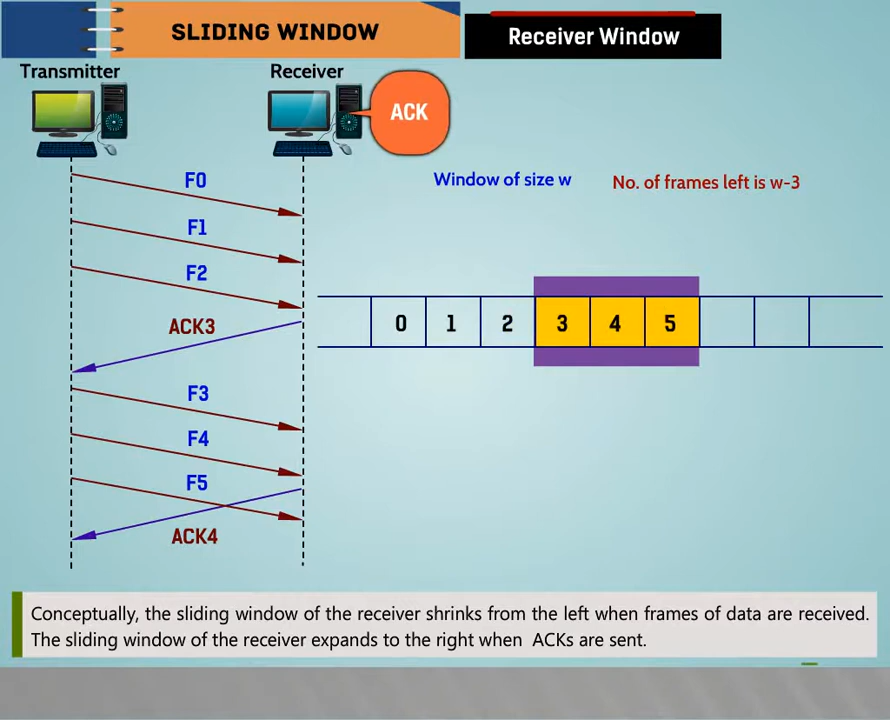 SLIDING WINDOW
Receiver Window
Transmitter
Receiver
ACK
F0
Window of size w
No. of frames left is w-3
F1
F2
ACK3
0 1 2 3 4 5
F3
F4
F5
ACK4
Conceptually, the sliding window of the receiver shrinks from the left when frames of data are received.
The sliding window of the receiver expands to the right when ACKs are sent.